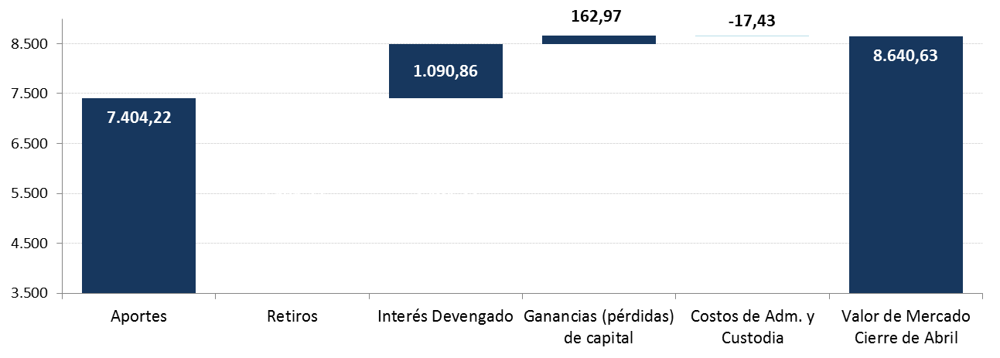 162,97
-17,43
8.500
1.090,86
8.640,63
7.500
7.404,22
6.500
5.500
4.500
3.500
Aportes
Retiros
Interés Devengado
Ganancias (pérdidas)
de capital
Costos de Adm. y
Custodia
Valor de Mercado
Cierre de Abril